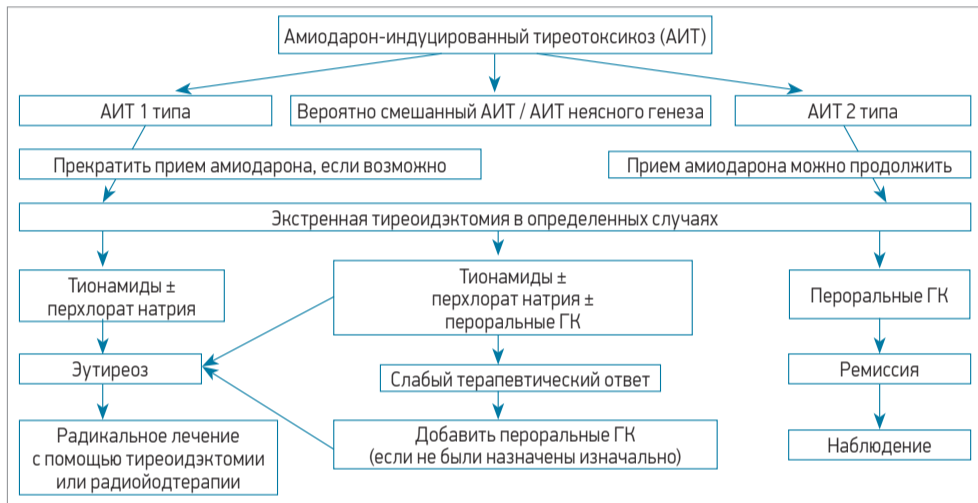 Амиодарон-индуцированный тиреотоксикоз (АИТ)
АИТ 1 типа
Вероятно смешанный АИТ / АИТ неясного генеза
АИТ 2 типа
Прекратить прием амиодарона, если возможно
Прием амиодарона можно продолжить
Экстренная тиреоидэктомия в определенных случаях
Тионамиды ±
перхлорат натрия
Тионамиды ±
перхлорат натрия ±
пероральные ГК
Пероральные ГК
Эутиреоз
Слабый терапевтический ответ
Ремиссия
Радикальное лечение
с помощью тиреоидэктомии
или радиойодтерапии
Добавить пероральные ГК
(если не были назначены изначально)
Наблюдение